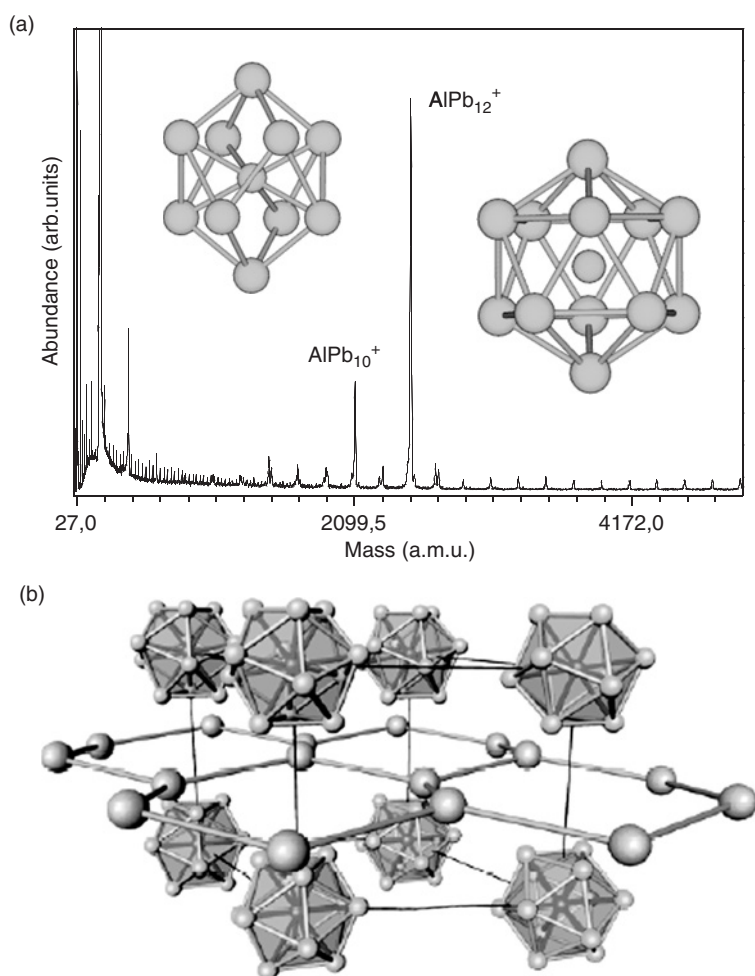 (a)
AlPb12+
AlPb10+
Abundance (arb.units)
27,0
2099,5
4172,0
Mass (a.m.u.)
(b)